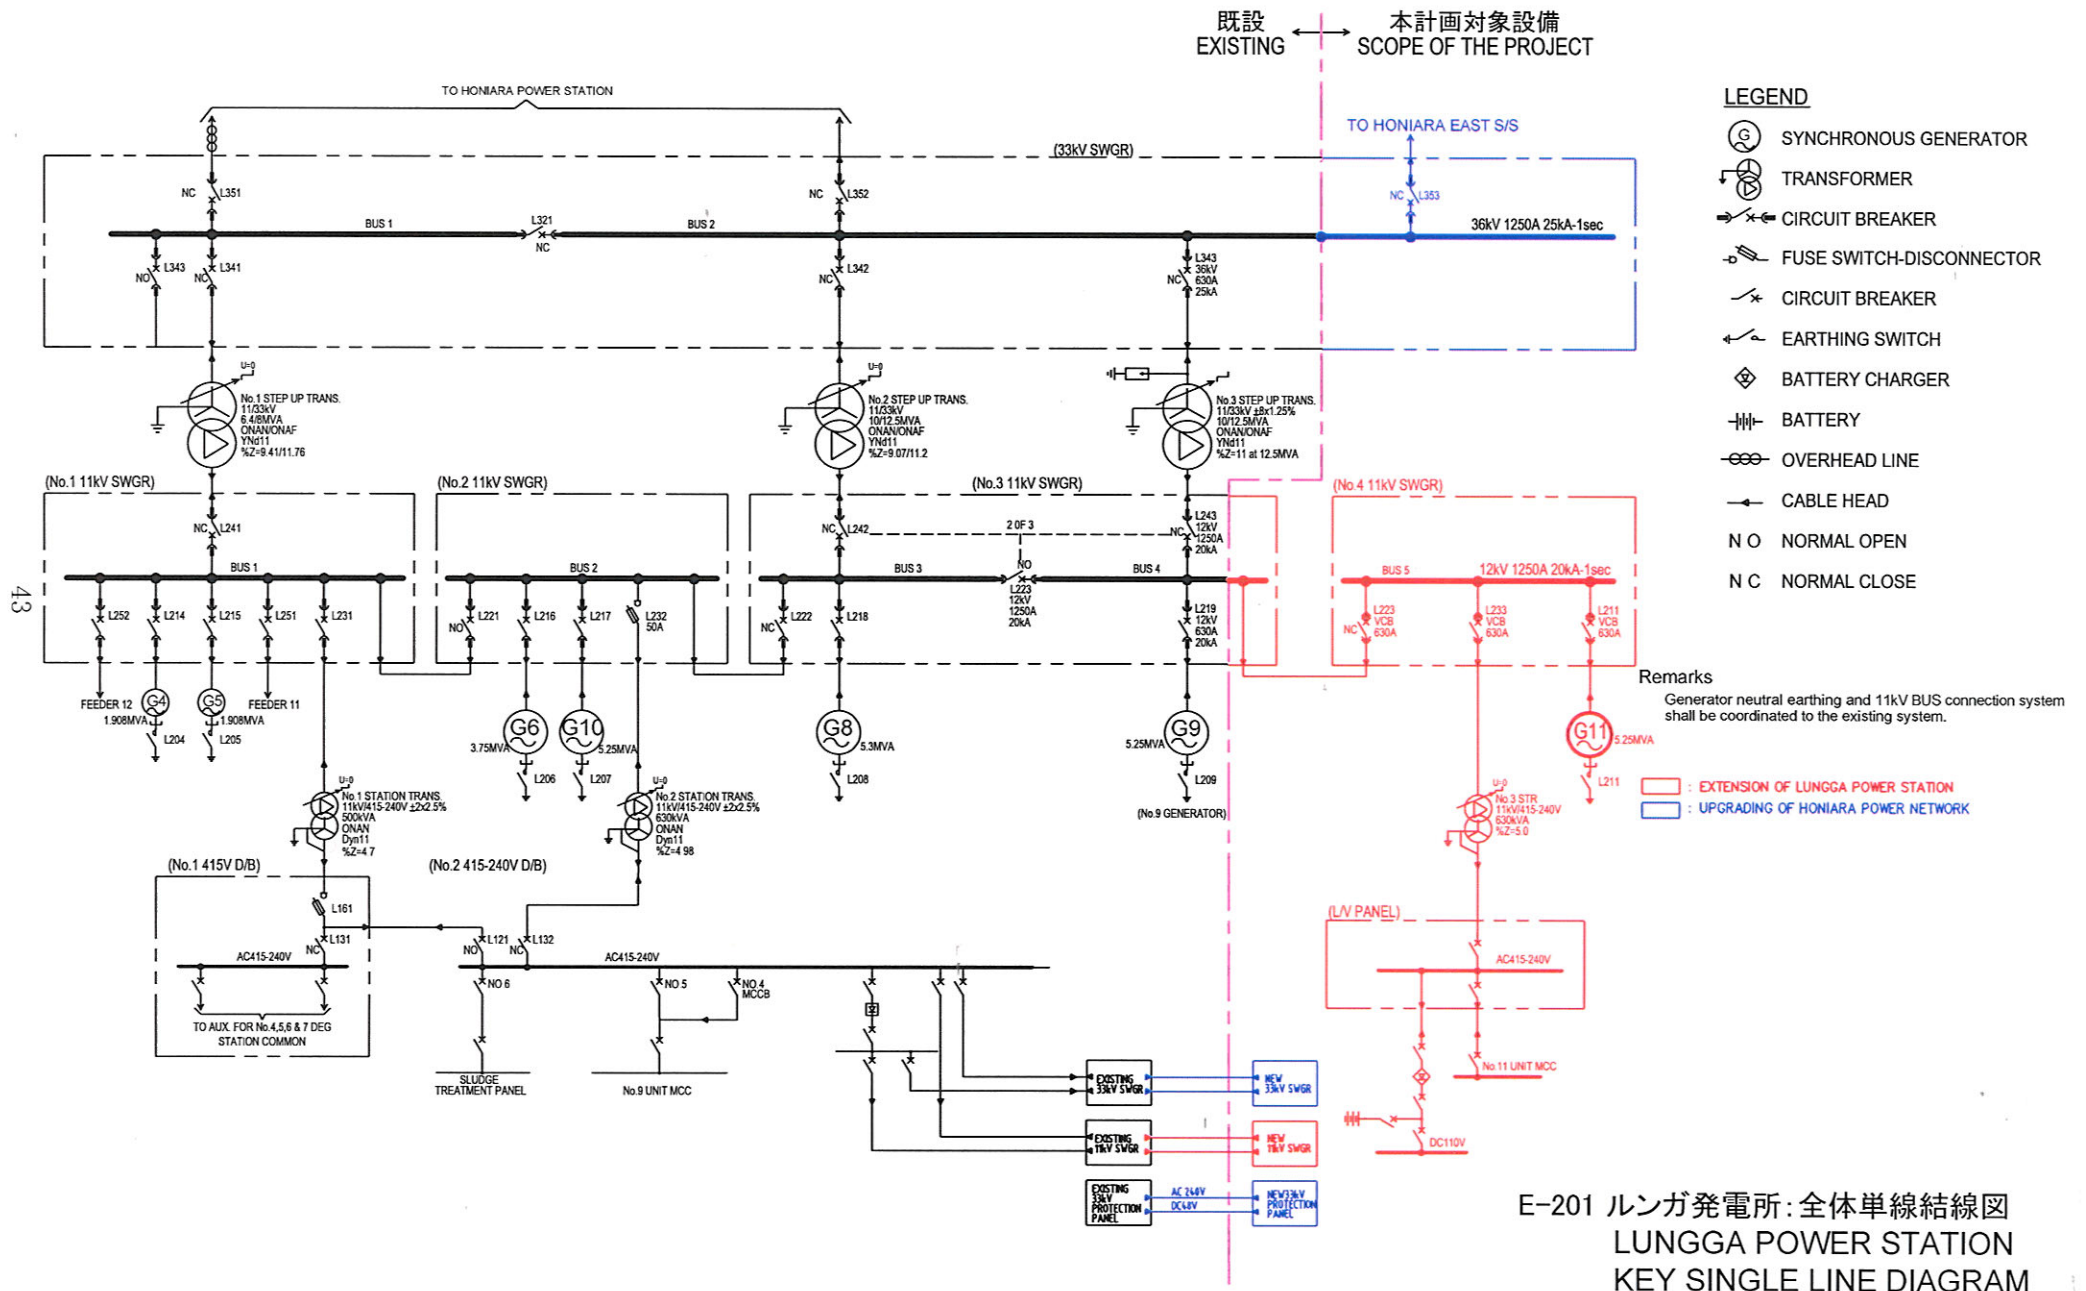 既設
EXISTING
本計画対象設備
SCOPE OF THE PROJECT
TO HONIARA POWER STATION
TO HONIARA EAST S/S
(33kV SWGR)
NC
L351
NC
L352
NC
L353
BUS 1
L321
NC
BUS 2
36kV 1250A 25kA-1sec
NO
L343
NC
L341
NC
L342
NC
L343
36kV
630A
25kA
U=0
No.1 STEP UP TRANS.
11/33kV
6.4/8MVA
ONAN/ONAF
YNd11
%Z=9.41/11.76
U=0
No.2 STEP UP TRANS.
11/33kV
10/12.5MVA
ONAN/ONAF
YNd11
%Z=9.07/11.2
No.3 STEP UP TRANS.
11/33kV ±8x1.25%
10/12.5MVA
ONAN/ONAF
YNd11
%Z=11 at 12.5MVA
(No.1 11kV SWGR)
(No.2 11kV SWGR)
(No.3 11kV SWGR)
(No.4 11kV SWGR)
NC
L241
NC
L242
2 OF 3
NC
L243
12kV
1250A
20kA
BUS 1
BUS 2
BUS 3
NO
L223
12kV
1250A
20kA
BUS 4
BUS 5
12kV 1250A 20kA-1sec
L252
L214
L215
L251
L231
NO
L221
L216
L217
L232
50A
NC
L222
L218
L219
12kV
630A
20kA
NC
L223
VCB
630A
L233
VCB
630A
L211
VCB
630A
FEEDER 12
G4
1.908MVA
L204
G5
1.908MVA
L205
FEEDER 11
G6
3.75MVA
L206
G10
5.25MVA
L207
G8
5.3MVA
L208
G9
5.25MVA
L209
(No.9 GENERATOR)
G11
5.25MVA
L211
U=0
No.1 STATION TRANS.
11kV/415-240V ±2x2.5%
500kVA
ONAN
Dyn11
%Z=4.7
U=0
No.2 STATION TRANS.
11kV/415-240V ±2x2.5%
630kVA
ONAN
Dyn11
%Z=4.98
U=0
No.3 STR
11kV/415-240V
630kVA
%Z=5.0
(No.1 415V D/B)
(No.2 415-240V D/B)
(L/V PANEL)
L161
NC
L131
AC415-240V
TO AUX. FOR No.4,5,6 & 7 DEG
STATION COMMON
NO
L121
NC
L132
AC415-240V
NO 6
NO 5
NO.4
MCCB
SLUDGE
TREATMENT PANEL
No.9 UNIT MCC
AC415-240V
No.11 UNIT MCC
DC110V
EXISTING
33kV SWGR
NEW
33kV SWGR
EXISTING
11kV SWGR
NEW
11kV SWGR
EXISTING
33kV
PROTECTION
PANEL
AC 240V
DC48V
NEW33kV
PROTECTION
PANEL
LEGEND
G SYNCHRONOUS GENERATOR
TRANSFORMER
CIRCUIT BREAKER
FUSE SWITCH-DISCONNECTOR
CIRCUIT BREAKER
EARTHING SWITCH
BATTERY CHARGER
BATTERY
OVERHEAD LINE
CABLE HEAD
N O NORMAL OPEN
N C NORMAL CLOSE
Remarks
Generator neutral earthing and 11kV BUS connection system
shall be coordinated to the existing system.
: EXTENSION OF LUNGGA POWER STATION
: UPGRADING OF HONIARA POWER NETWORK
E-201 ルンガ発電所:全体単線結線図
LUNGGA POWER STATION
KEY SINGLE LINE DIAGRAM
43